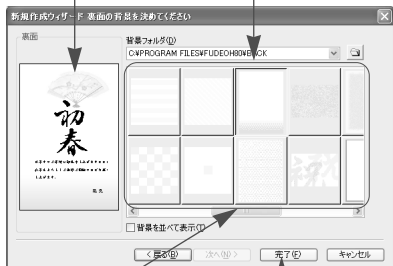 新規作成ウィザード 裏面の背景を決めてください
裏面
背景フォルダ(D)
C:¥PROGRAM FILES¥FUDEOH80¥BACK
初春
元旦
背景を並べて表示(T)
< 戻る(B)
次へ(N) >
完了(F)
キャンセル